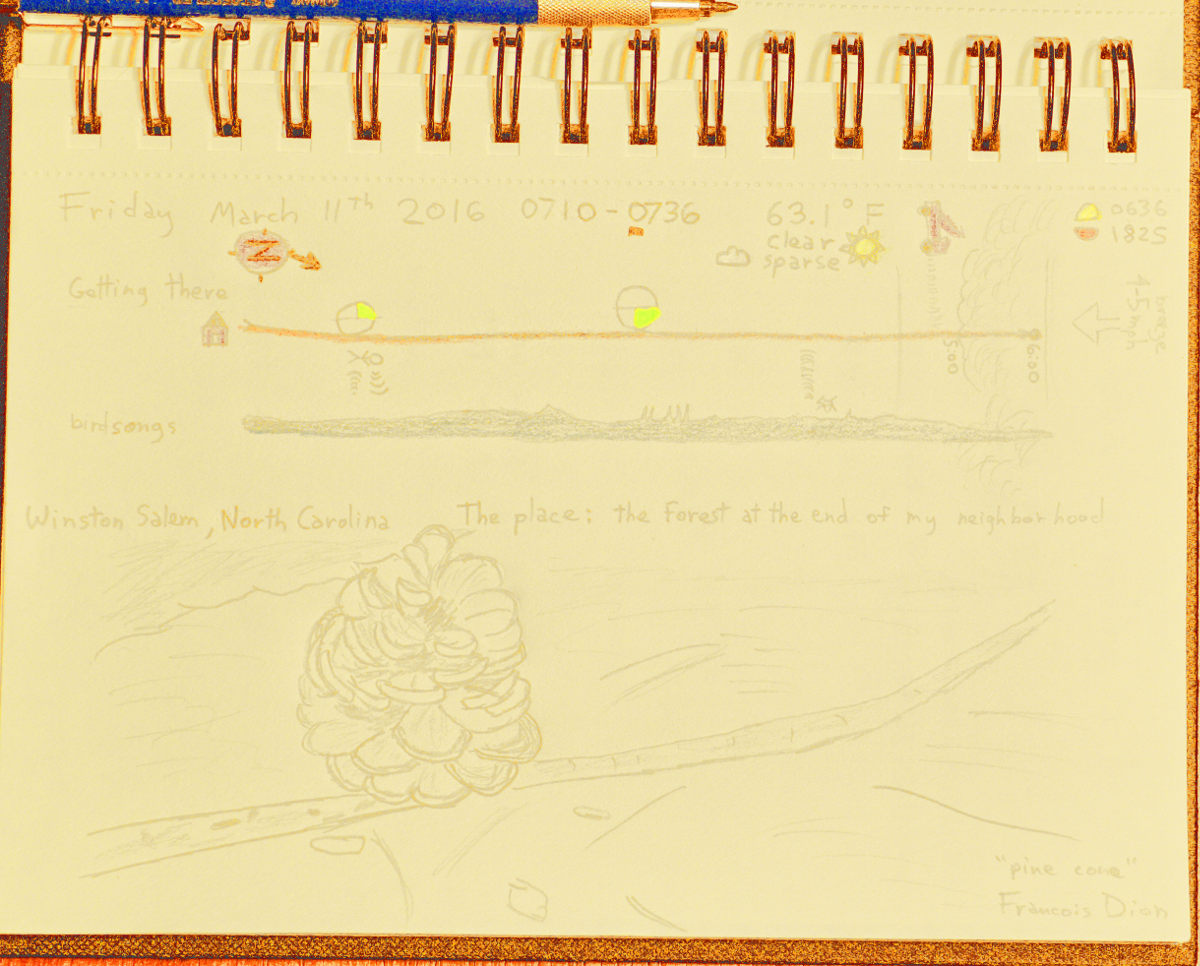 Friday March 11th 2016 0710-0736 63.1°F
0636
1825
N
clear
sparse
Getting there
H
5:00
6:00
4-5 mph
birdsongs
Winston Salem, North Carolina The place: the Forest at the end of my neighborhood
"pine cone"
Francois Dion